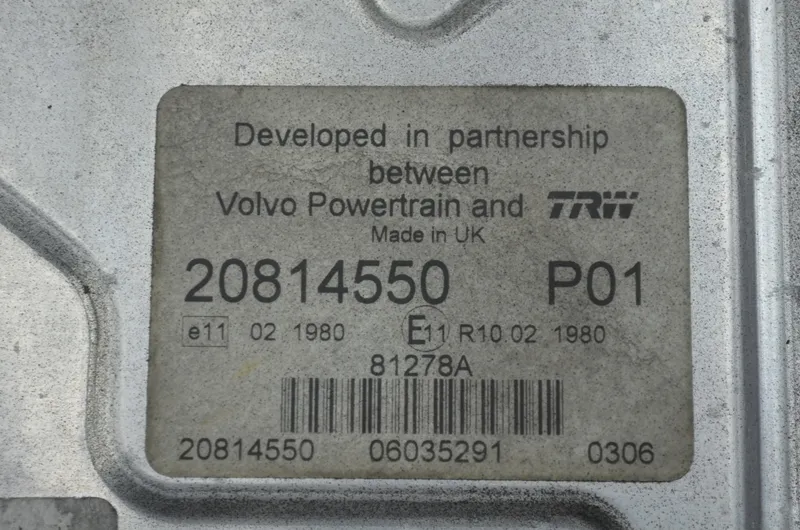 Developed in partnership
between
Volvo Powertrain and TRW
Made in UK
20814550 P01
e11 02 1980 E11 R10 02 1980
81278A
20814550 06035291 0306